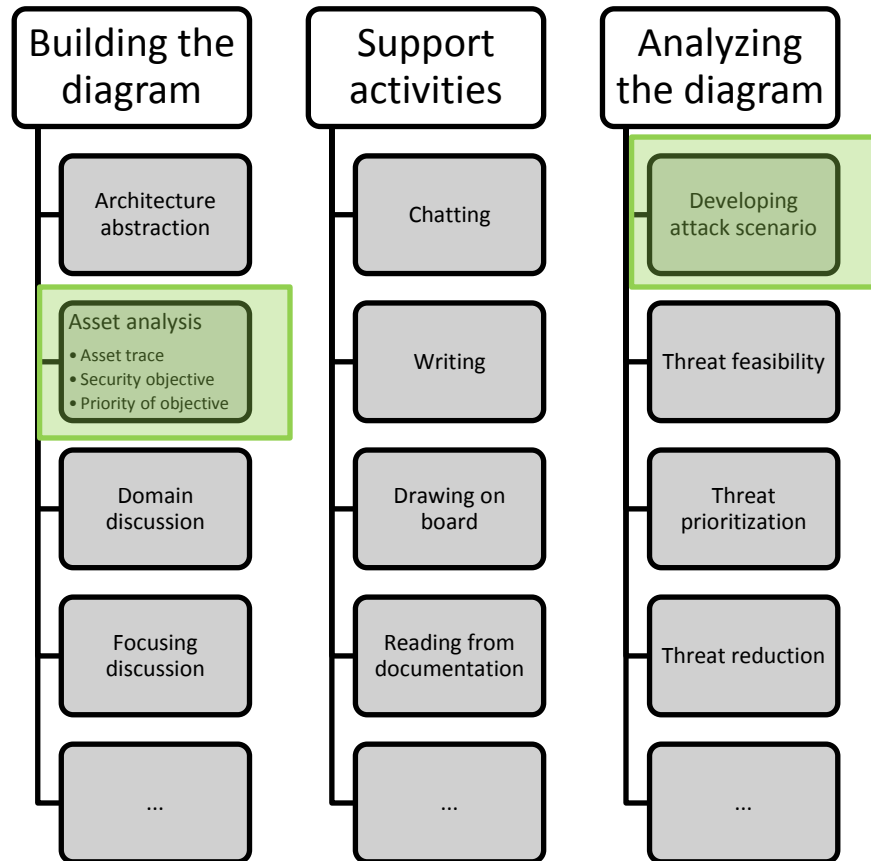 Building the
diagram
Architecture
abstraction
Asset analysis
• Asset trace
• Security objective
• Priority of objective
Domain
discussion
Focusing
discussion
...
Support
activities
Chatting
Writing
Drawing on
board
Reading from
documentation
...
Analyzing
the diagram
Developing
attack scenario
Threat feasibility
Threat
prioritization
Threat reduction
...